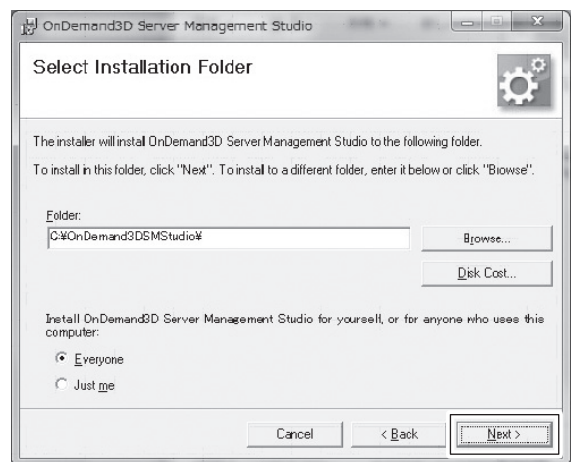 OnDemand3D Server Management Studio
Select Installation Folder
The installer will install OnDemand3D Server Management Studio to the following folder.
To install in this folder, click "Next". To install to a different folder, enter it below or click "Browse".
Folder:
C:¥OnDemand3DSMStudio¥
Browse...
Disk Cost...
Install OnDemand3D Server Management Studio for yourself, or for anyone who uses this
computer:
Everyone
Just me
Cancel
< Back
Next >